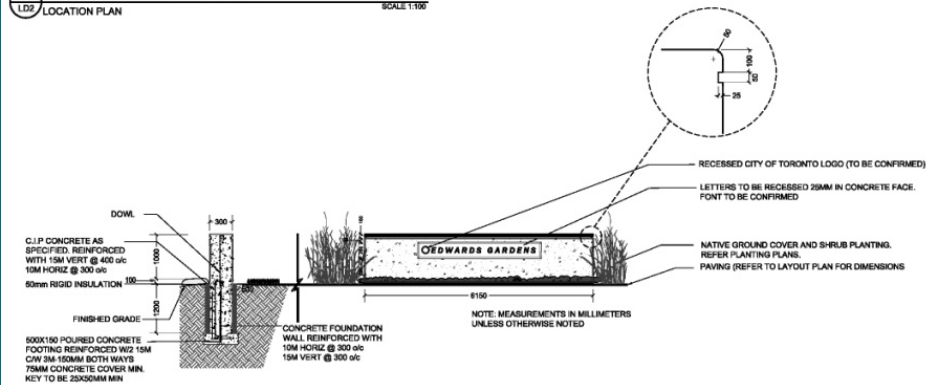 LD2
LOCATION PLAN
SCALE 1:100
50
100
50
25
RECESSED CITY OF TORONTO LOGO (TO BE CONFIRMED)
LETTERS TO BE RECESSED 25MM IN CONCRETE FACE.
FONT TO BE CONFIRMED
DOWL
300
C.I.P CONCRETE AS
SPECIFIED. REINFORCED
WITH 15M VERT @ 400 o/c
10M HORIZ @ 300 o/c
1000
100
EDWARDS GARDENS
NATIVE GROUND COVER AND SHRUB PLANTING.
REFER PLANTING PLANS.
PAVING (REFER TO LAYOUT PLAN FOR DIMENSIONS
50mm RIGID INSULATION
6150
1200
FINISHED GRADE
NOTE: MEASUREMENTS IN MILLIMETERS
UNLESS OTHERWISE NOTED
CONCRETE FOUNDATION
WALL REINFORCED WITH
10M HORIZ @ 300 o/c
15M VERT @ 300 o/c
500X150 POURED CONCRETE
FOOTING REINFORCED W/2 15M
C/W 3M-150MM BOTH WAYS
75MM CONCRETE COVER MIN.
KEY TO BE 25X50MM MIN